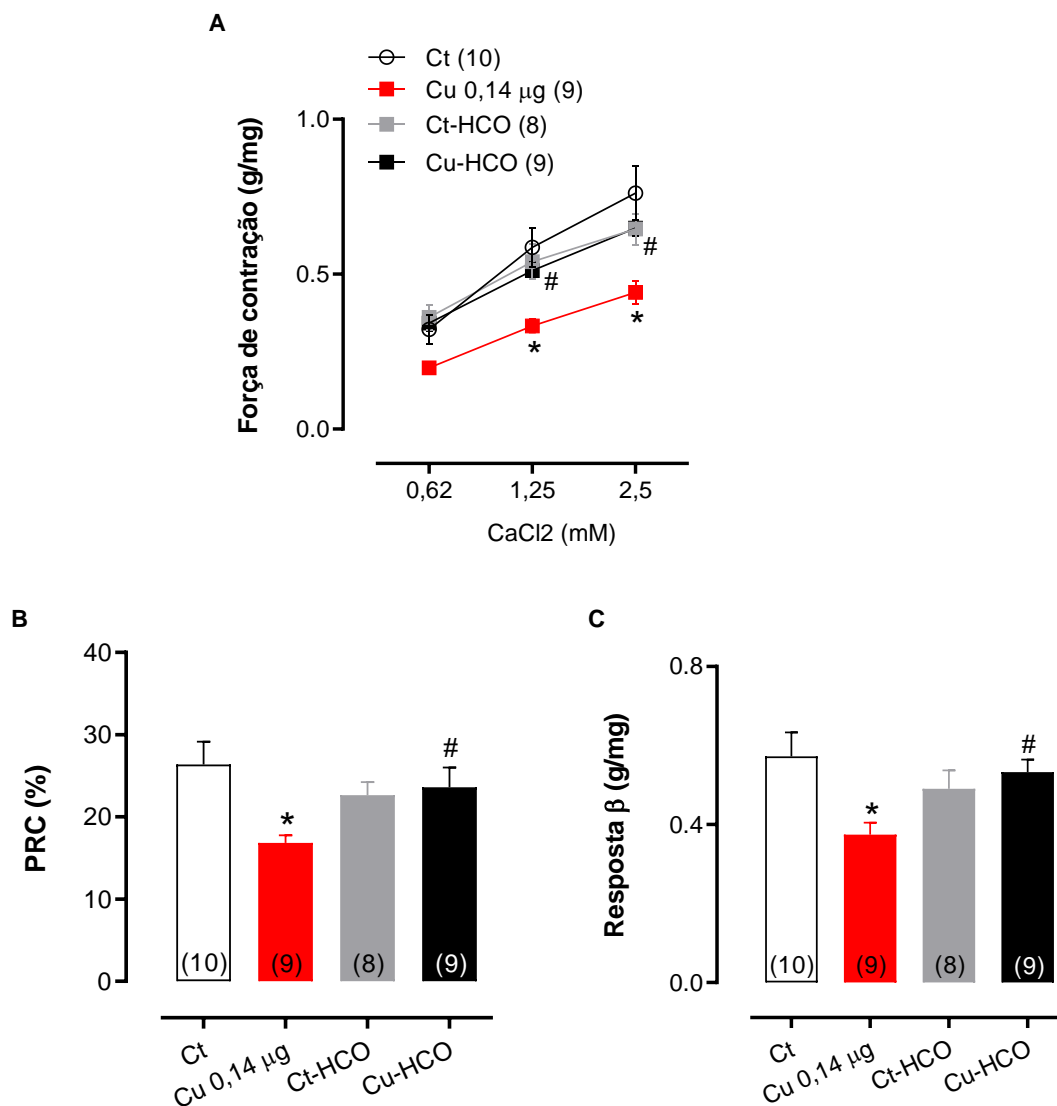 A
Ct (10)
Cu 0,14 μg (9)
Ct-HCO (8)
Cu-HCO (9)
Força de contração (g/mg)
1.0
0.5
0.0
#
#
*
*
0,62 1,25 2,5
CaCl2 (mM)
B
PRC (%)
40
30
20
10
0
*
#
(10) (9) (8) (9)
Ct Cu 0,14 μg Ct-HCO Cu-HCO
C
Resposta β (g/mg)
0.8
0.4
0.0
*
#
(10) (9) (8) (9)
Ct Cu 0,14 μg Ct-HCO Cu-HCO